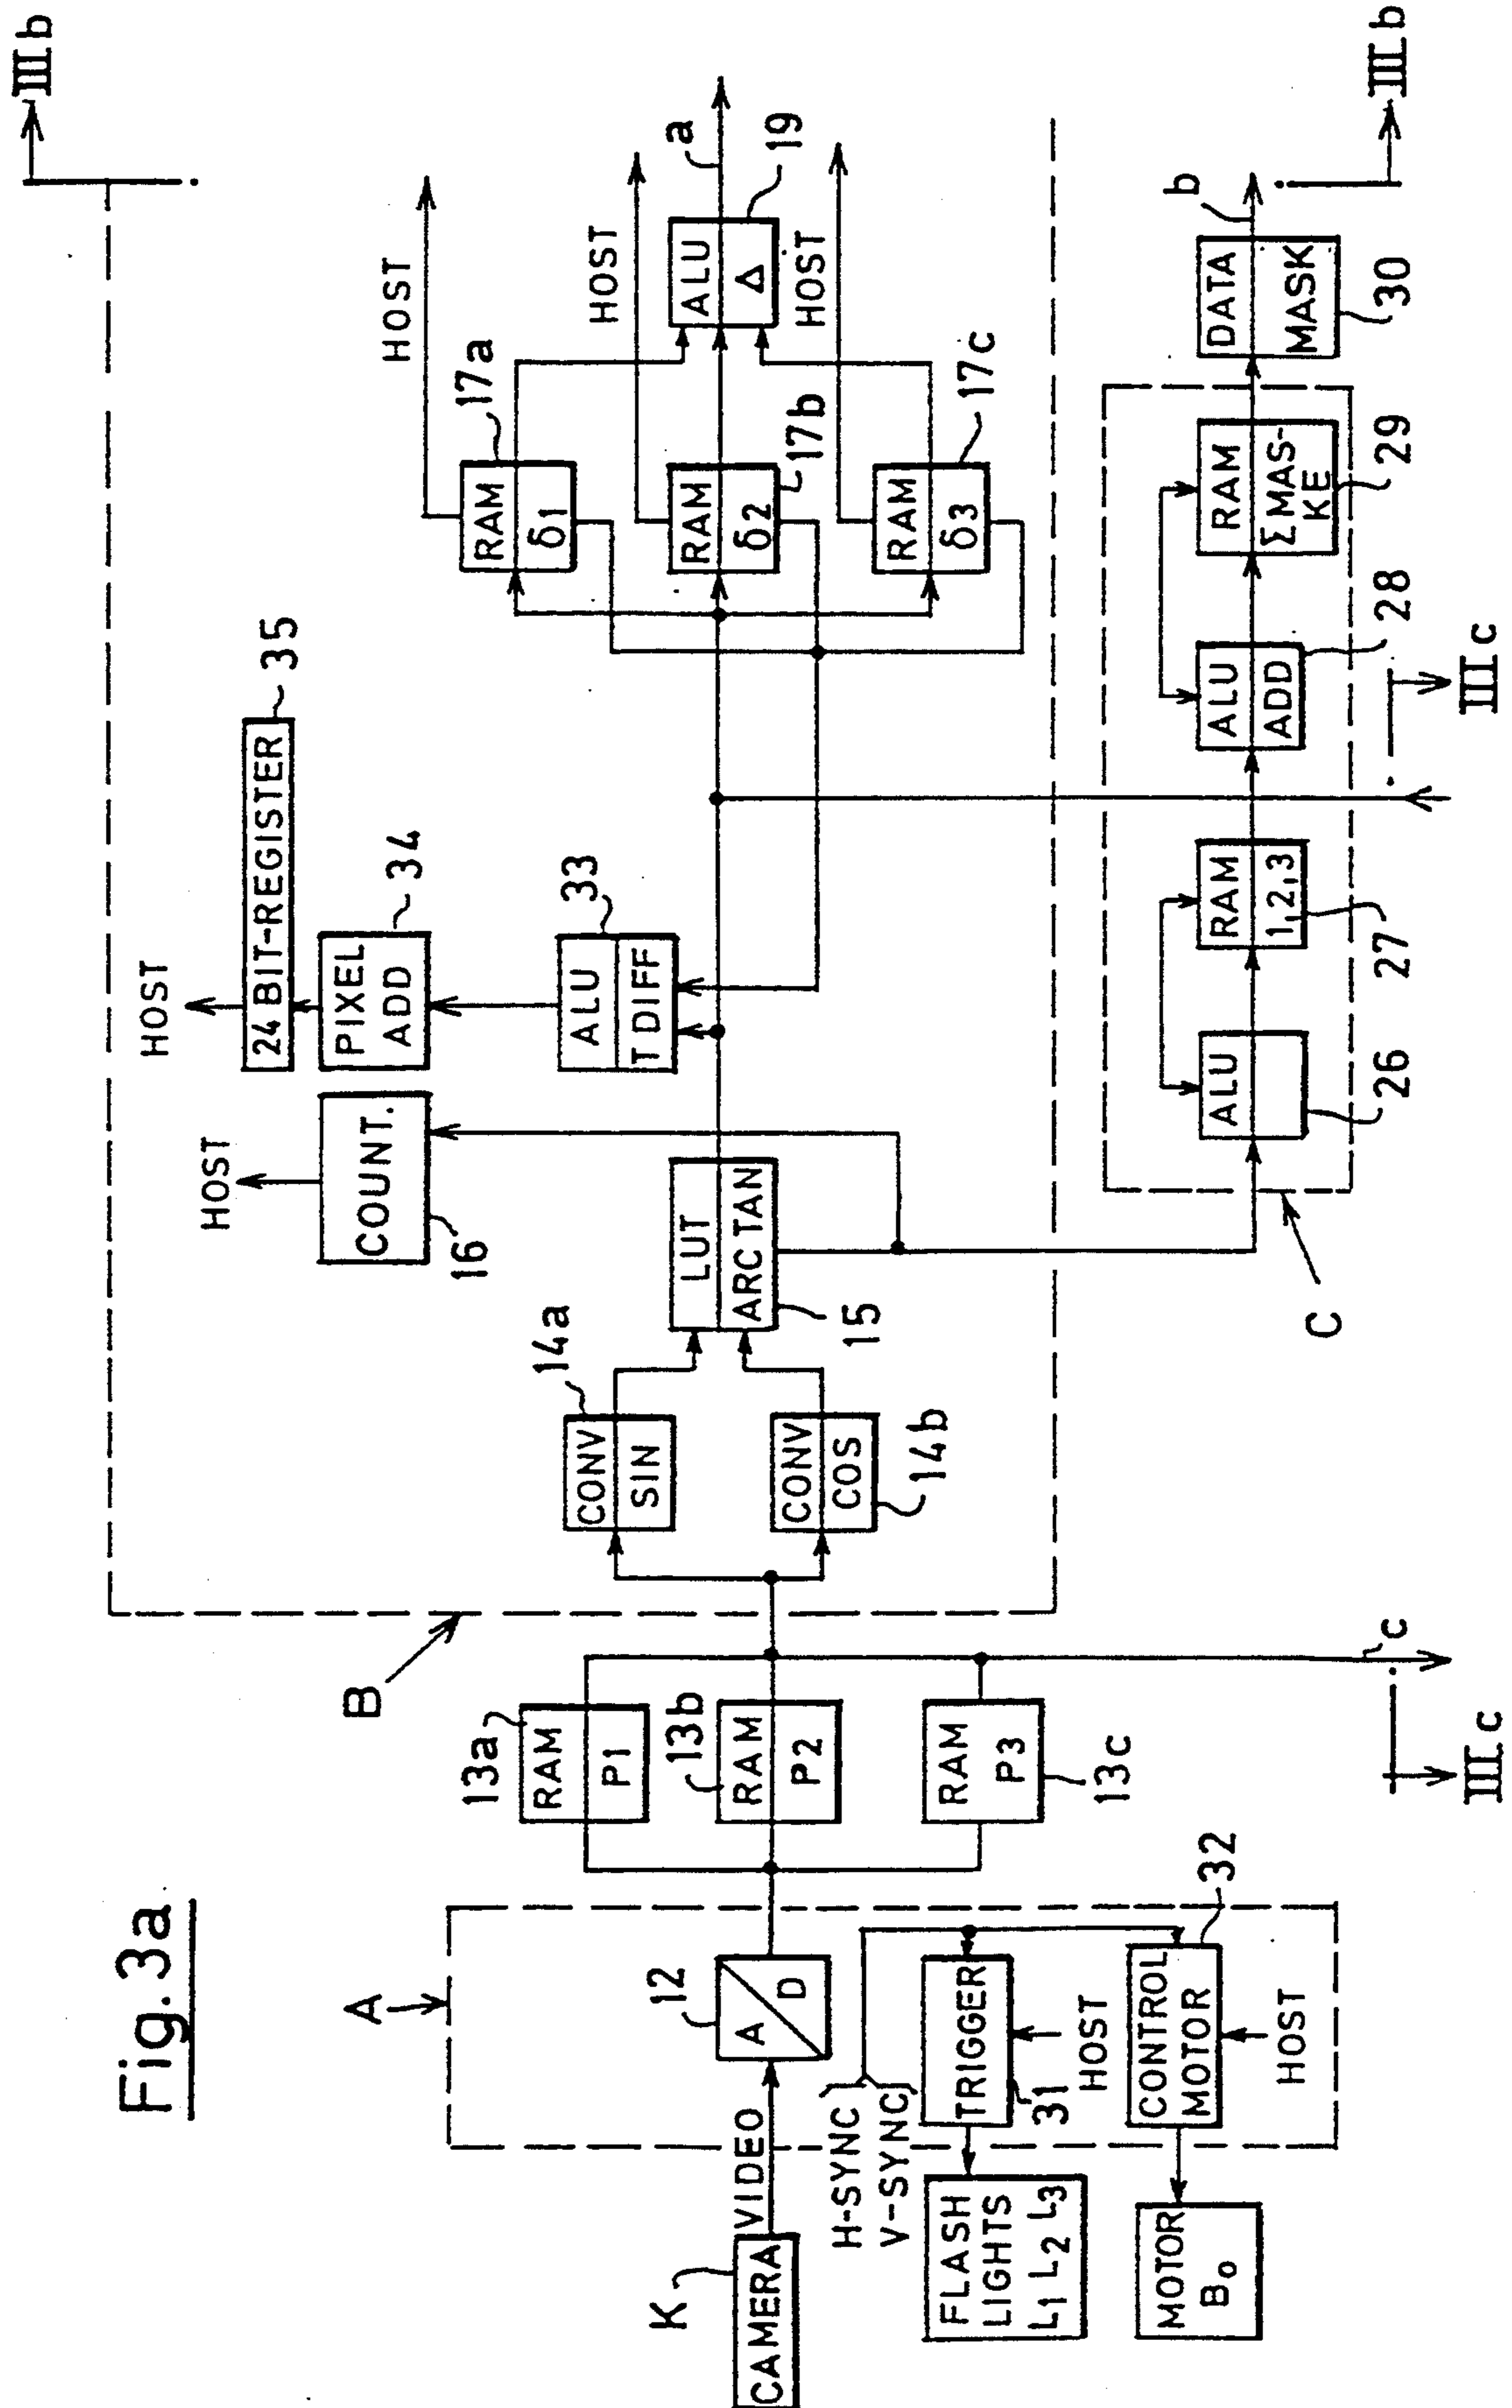 Fig. 3a
A
K
CAMERA
VIDEO
12
A
D
H-SYNC
V-SYNC
FLASH
LIGHTS
L1 L2 L3
TRIGGER
31
HOST
MOTOR
B0
CONTROL
MOTOR
32
HOST
13a
RAM
P1
13b
RAM
P2
13c
RAM
P3
c
IIIc
B
14a
CONV
SIN
14b
CONV
COS
LUT
ARC TAN
15
HOST
COUNT.
16
HOST
24 BIT-REGISTER
35
PIXEL
ADD
34
33
ALU
T DIFF
HOST
17a
RAM
δ1
HOST
17b
RAM
δ2
HOST
17c
RAM
δ3
ALU
Δ
19
a
IIIb
C
ALU
26
RAM
1,2,3
27
ALU
ADD
28
RAM
Σ MAS-
KE
29
DATA
MASK
30
b
IIIb
IIIc